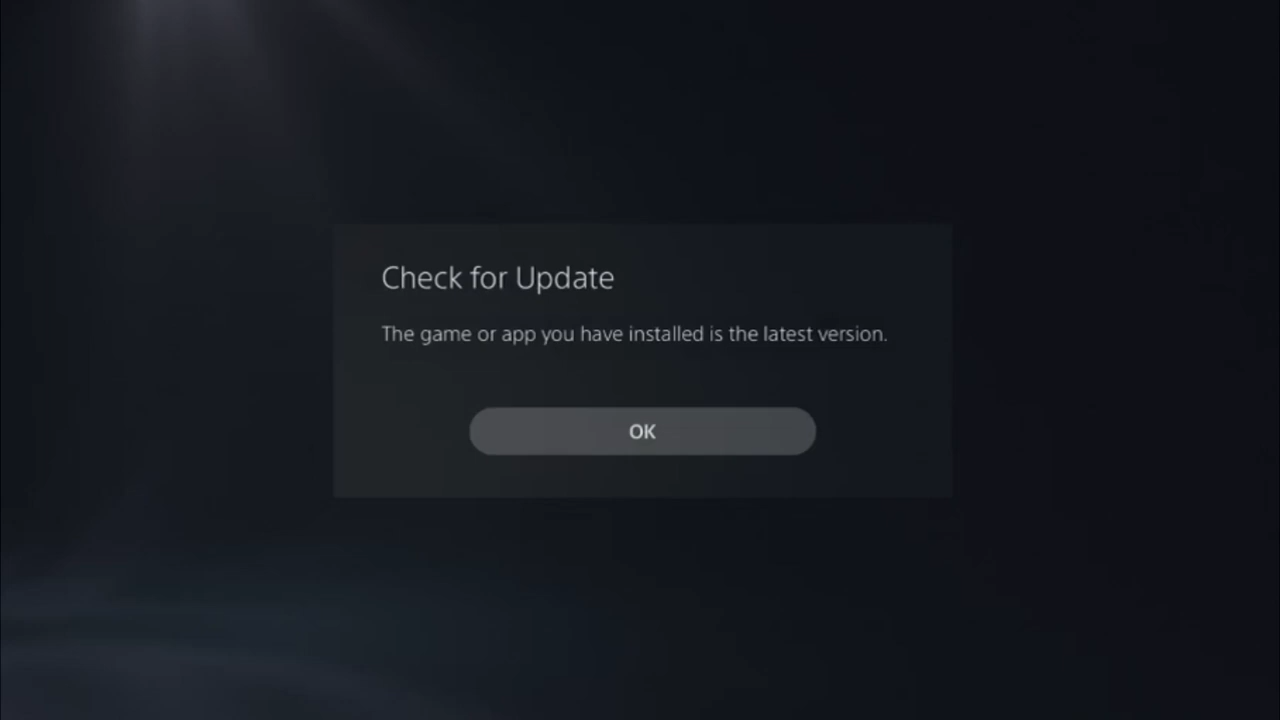 Check for Update
The game or app you have installed is the latest version.
OK